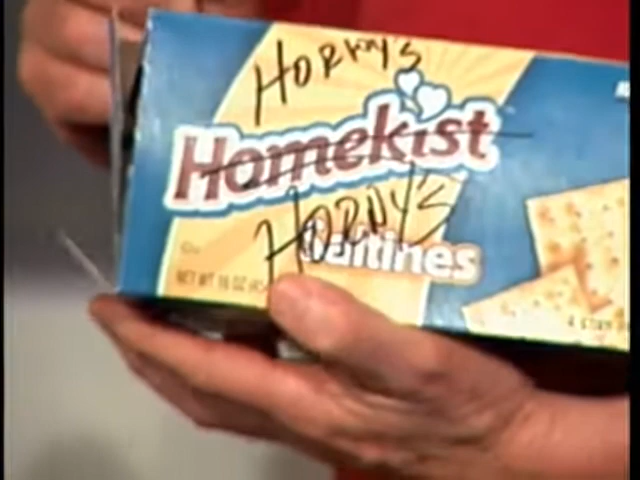 HORNY'S
Homekist
HORNY'S
Saltines
NET WT 16 OZ